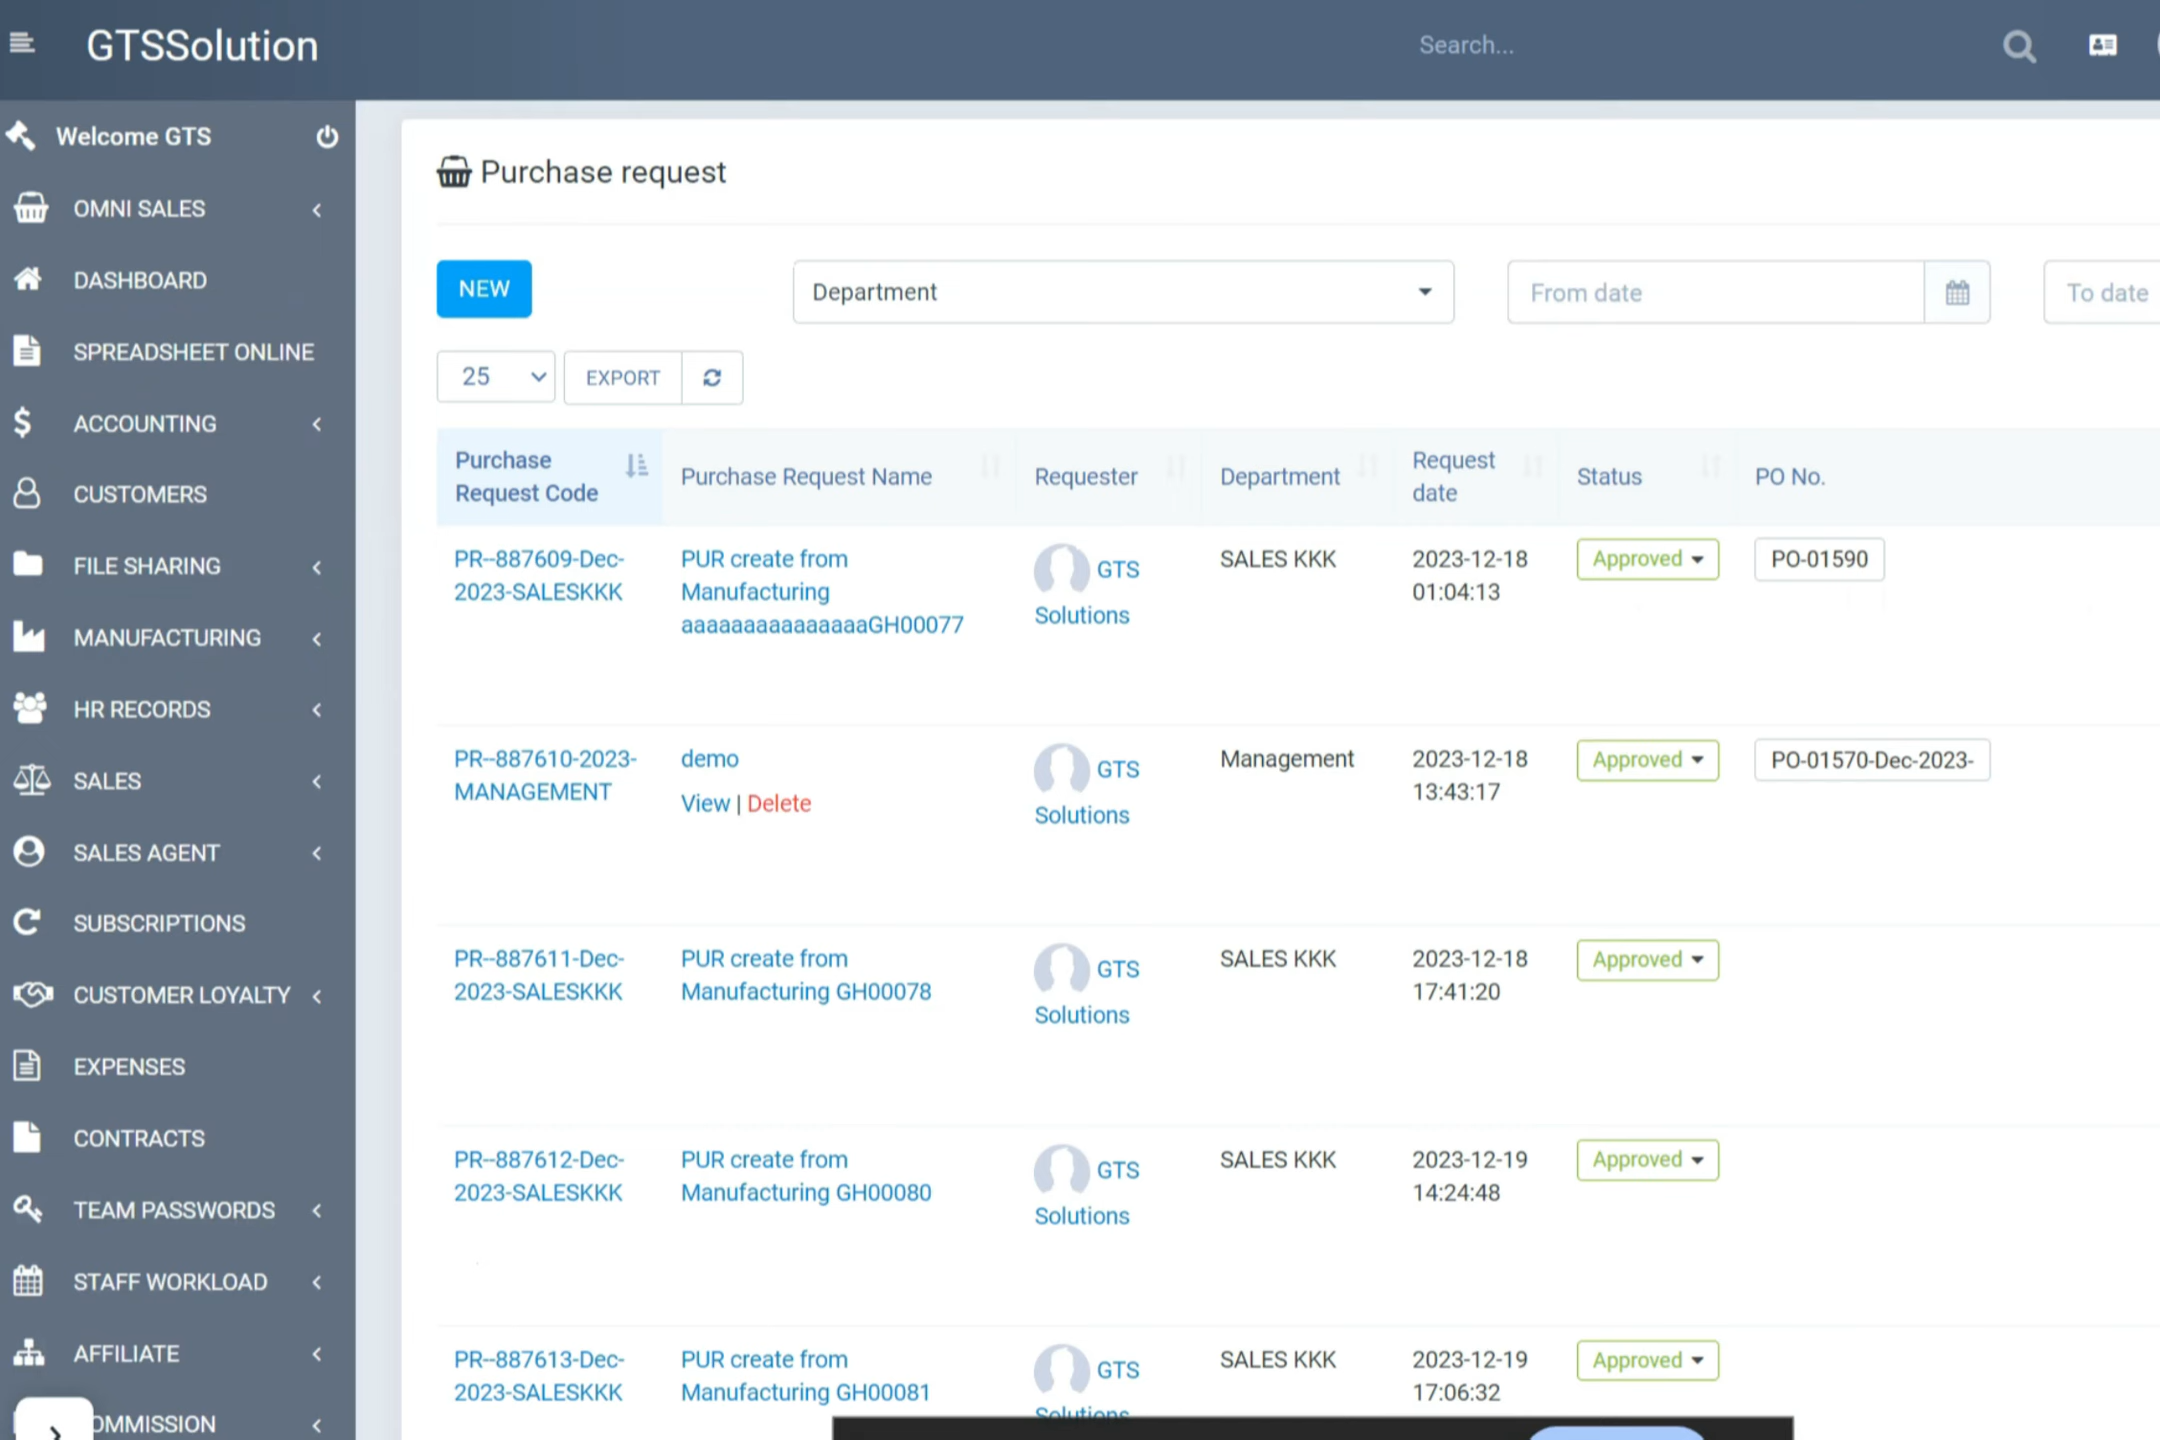 GTSSolution
Search...
Welcome GTS
OMNI SALES
DASHBOARD
SPREADSHEET ONLINE
ACCOUNTING
CUSTOMERS
FILE SHARING
MANUFACTURING
HR RECORDS
SALES
SALES AGENT
SUBSCRIPTIONS
CUSTOMER LOYALTY
EXPENSES
CONTRACTS
TEAM PASSWORDS
STAFF WORKLOAD
AFFILIATE
OMMISSION
Purchase request
NEW
Department
From date
To date
25
EXPORT
Purchase
Request Code
Purchase Request Name
Requester
Department
Request
date
Status
PO No.
PR--887609-Dec-
2023-SALESKKK
PUR create from
Manufacturing
aaaaaaaaaaaaaaaGH00077
GTS
Solutions
SALES KKK
2023-12-18
01:04:13
Approved
PO-01590
PR--887610-2023-
MANAGEMENT
demo
View | Delete
GTS
Solutions
Management
2023-12-18
13:43:17
Approved
PO-01570-Dec-2023-
PR--887611-Dec-
2023-SALESKKK
PUR create from
Manufacturing GH00078
GTS
Solutions
SALES KKK
2023-12-18
17:41:20
Approved
PR--887612-Dec-
2023-SALESKKK
PUR create from
Manufacturing GH00080
GTS
Solutions
SALES KKK
2023-12-19
14:24:48
Approved
PR--887613-Dec-
2023-SALESKKK
PUR create from
Manufacturing GH00081
GTS
Solutions
SALES KKK
2023-12-19
17:06:32
Approved